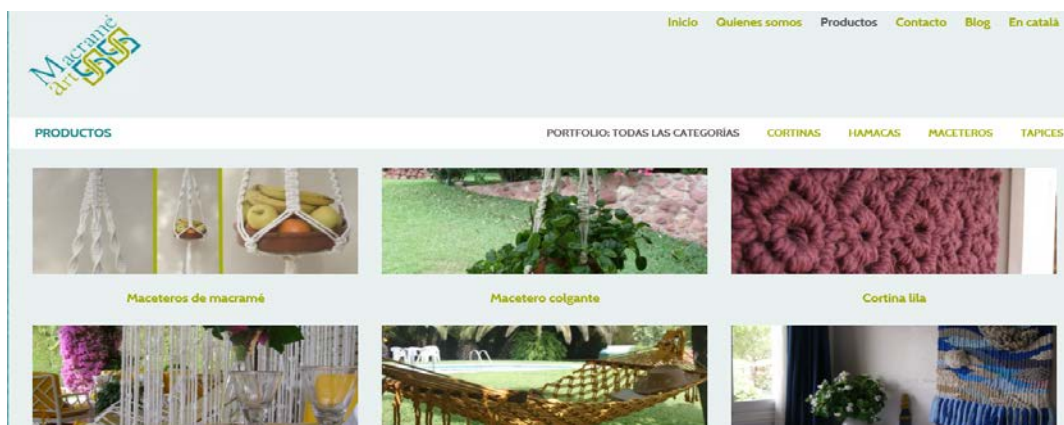 Macramé
art
Inicio Quienes somos Productos Contacto Blog En català
PRODUCTOS
PORTFOLIO: TODAS LAS CATEGORÍAS CORTINAS HAMACAS MACETEROS TAPICES
Maceteros de macramé Macetero colgante Cortina lila